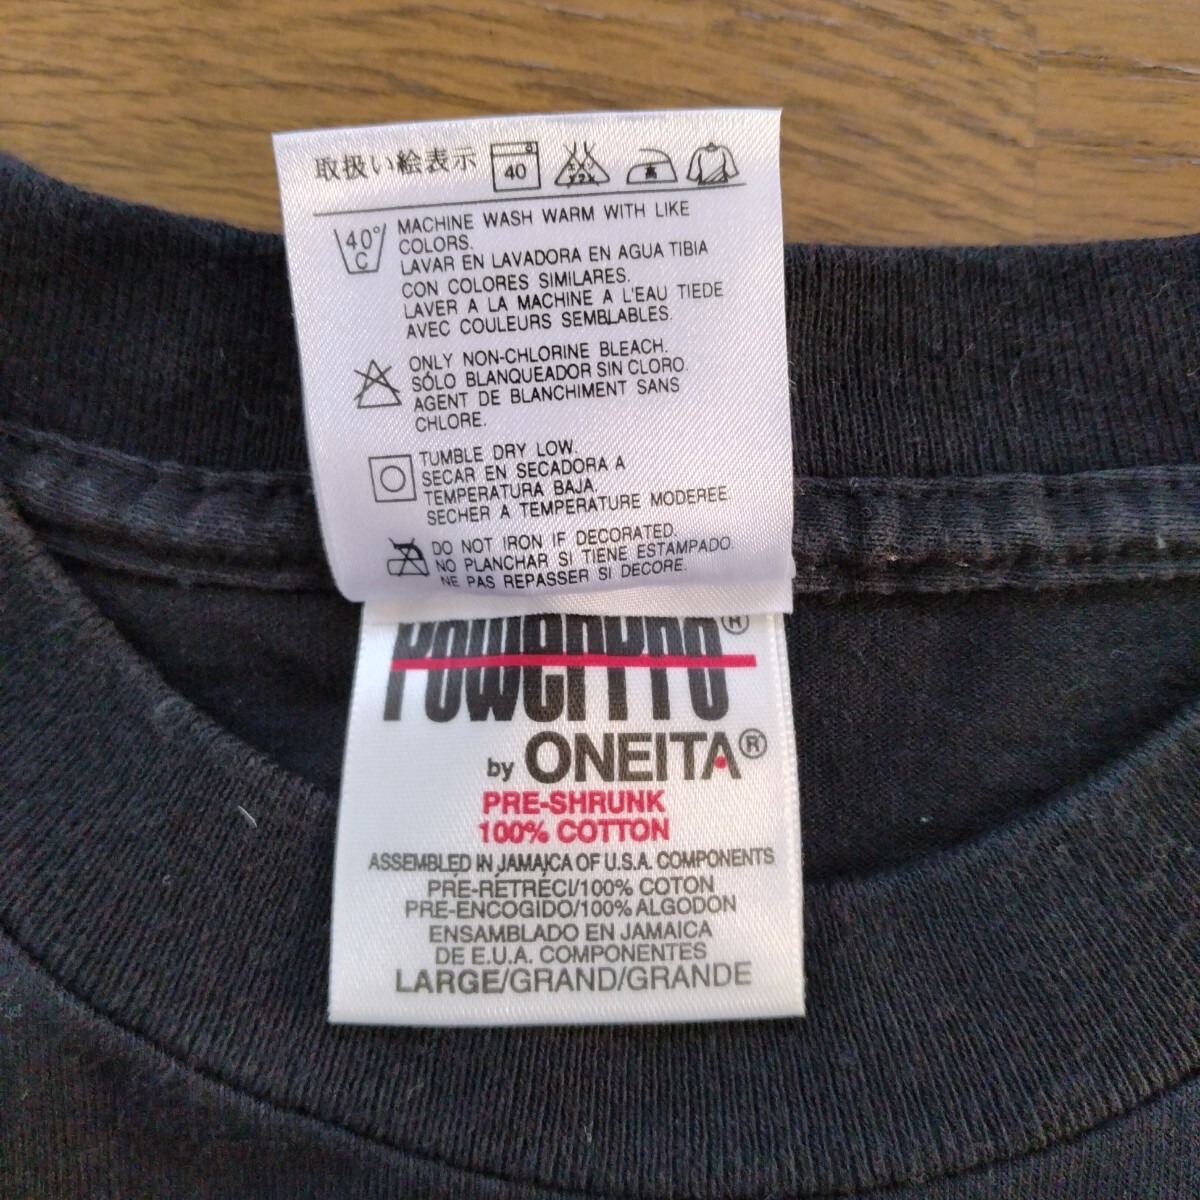 取扱い絵表示 40
高
40°
C
MACHINE WASH WARM WITH LIKE
COLORS.
LAVAR EN LAVADORA EN AGUA TIBIA
CON COLORES SIMILARES.
LAVER A LA MACHINE A L'EAU TIEDE
AVEC COULEURS SEMBLABLES.
ONLY NON-CHLORINE BLEACH.
SÓLO BLANQUEADOR SIN CLORO.
AGENT DE BLANCHIMENT SANS
CHLORE.
TUMBLE DRY LOW.
SECAR EN SECADORA A
TEMPERATURA BAJA
SECHER A TEMPERATURE MODEREE.
DO NOT IRON IF DECORATED.
NO PLANCHAR SI TIENE ESTAMPADO.
NE PAS REPASSER SI DECORE.
POWERPRO®
by ONEITA®
PRE-SHRUNK
100% COTTON
ASSEMBLED IN JAMAICA OF U.S.A. COMPONENTS
PRE-RETRECI/100% COTON
PRE-ENCOGIDO/100% ALGODON
ENSAMBLADO EN JAMAICA
DE E.U.A. COMPONENTES
LARGE/GRAND/GRANDE